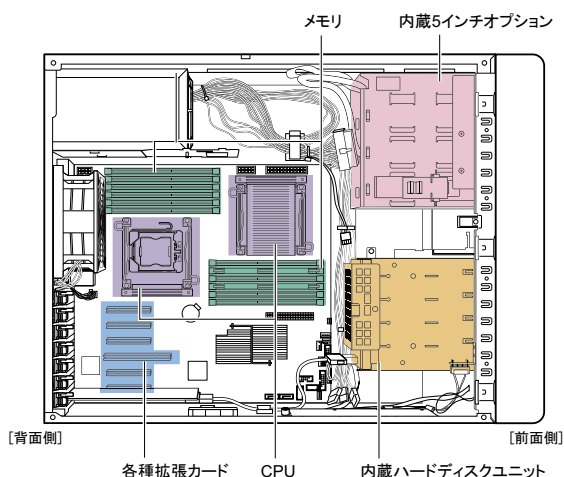 メモリ
内蔵5インチオプション
[背面側]
[前面側]
各種拡張カード
CPU
内蔵ハードディスクユニット